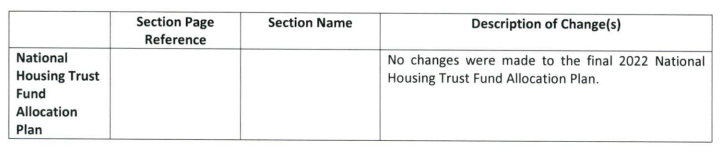 Section Page Reference
Section Name
Description of Change(s)
National
Housing Trust
Fund
Allocation
Plan
No changes were made to the final 2022 National
Housing Trust Fund Allocation Plan.